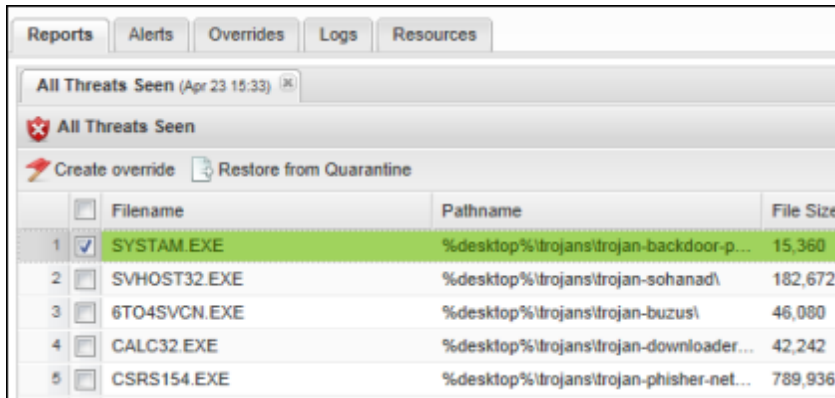 Reports Alerts Overrides Logs Resources
All Threats Seen (Apr 23 15:33)
All Threats Seen
Create override Restore from Quarantine
Filename Pathname File Size
1 SYSTAM.EXE %desktop%\trojans\trojan-backdoor-p... 15,360
2 SVHOST32.EXE %desktop%\trojans\trojan-sohanad\ 182,672
3 6TO4SVCN.EXE %desktop%\trojans\trojan-buzus\ 46,080
4 CALC32.EXE %desktop%\trojans\trojan-downloader... 42,242
5 CSRS154.EXE %desktop%\trojans\trojan-phisher-net... 789,936